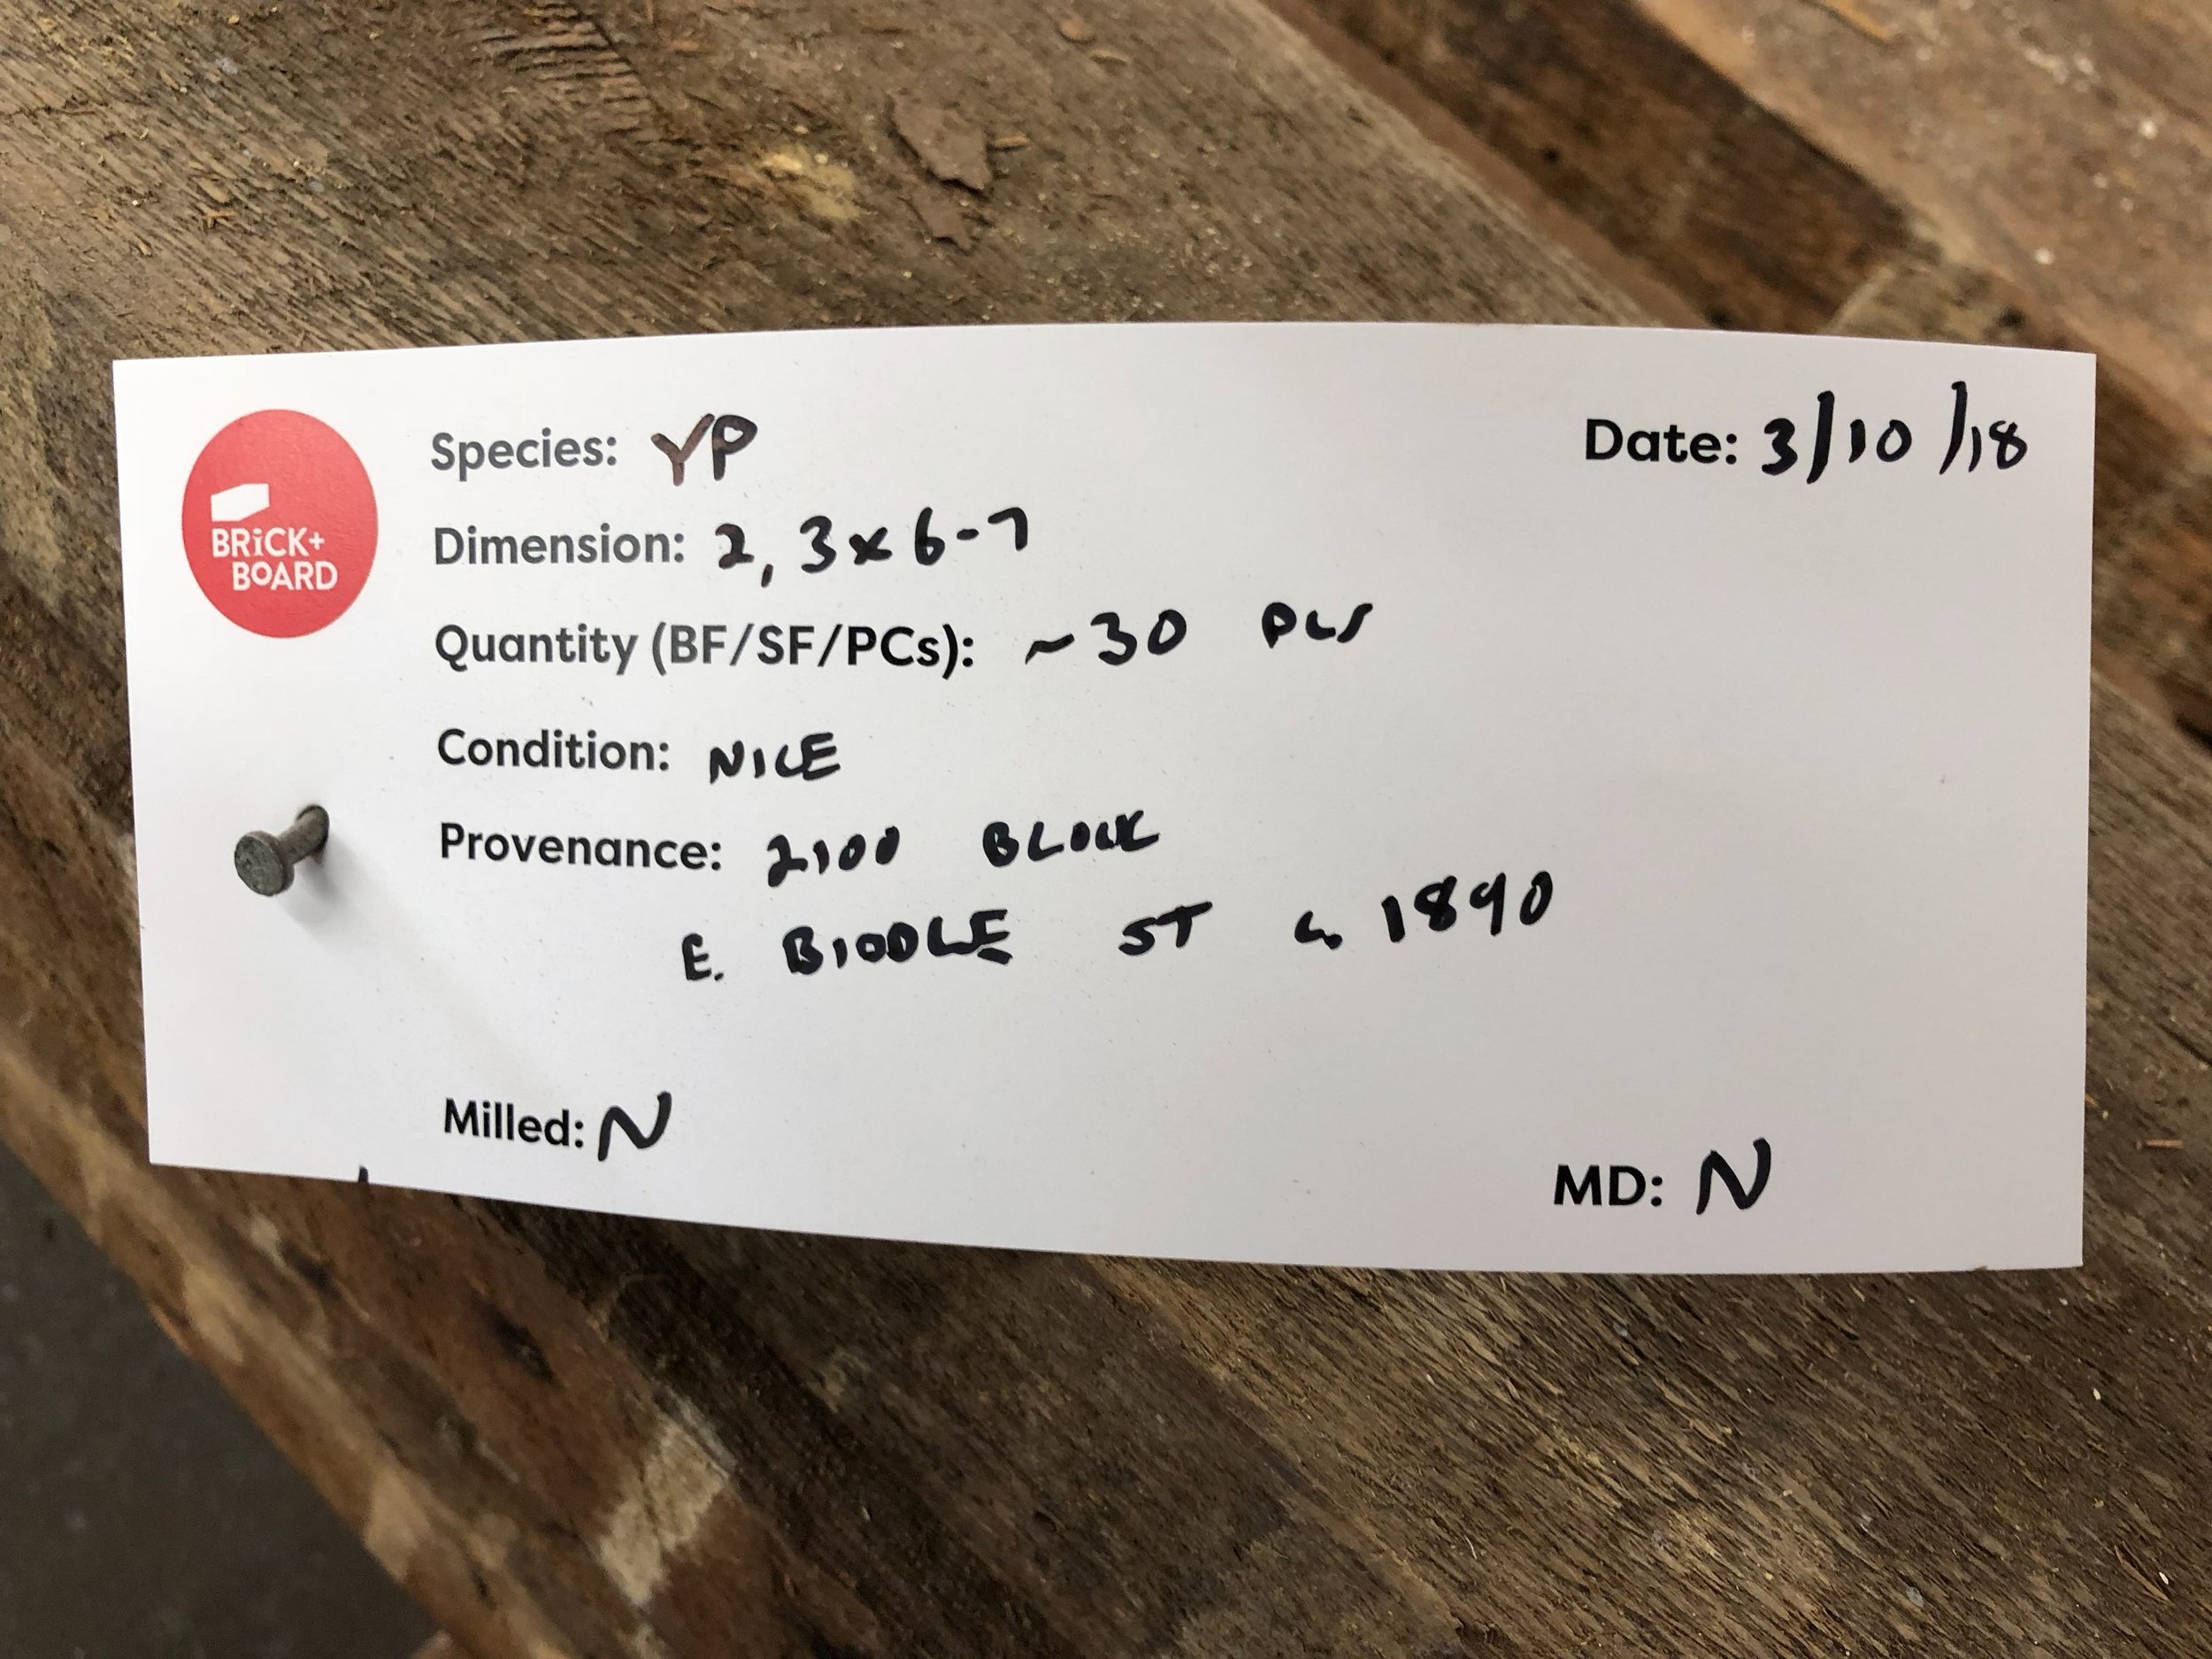 BRiCK+
BOARD
Species: YP
Date: 3/10/18
Dimension: 2, 3x6-7
Quantity (BF/SF/PCs): ~30 PCS
Condition: NICE
Provenance: 2100 BLOCK
E. BIDDLE ST c. 1890
Milled: N
MD: N